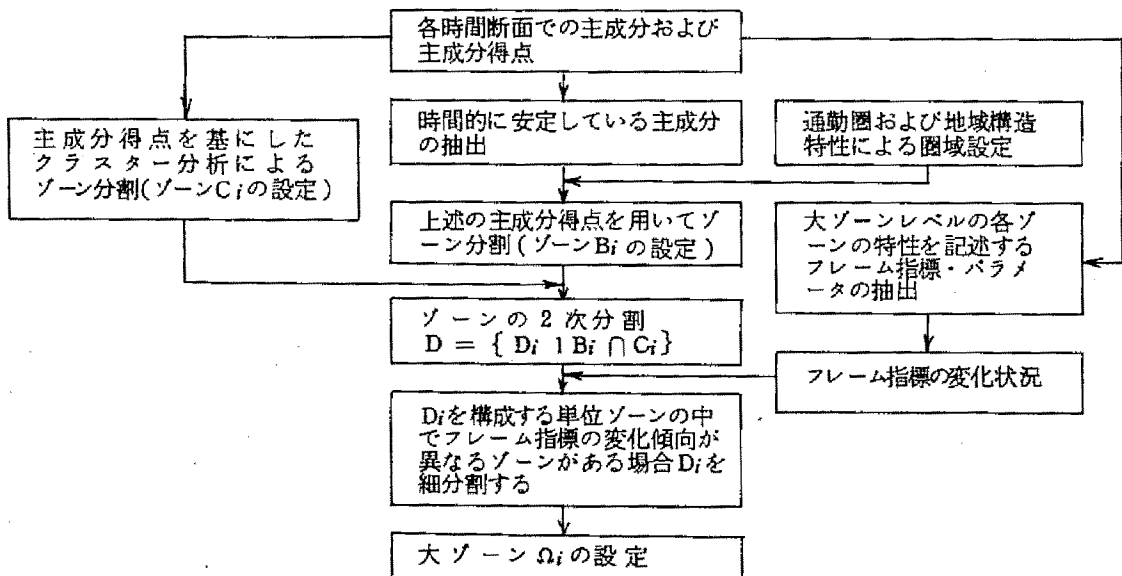 各時間断面での主成分および
主成分得点
主成分得点を基にした
クラスター分析による
ゾーン分割(ゾーンCiの設定)
時間的に安定している主成分
の抽出
通勤圏および地域構造
特性による圏域設定
上述の主成分得点を用いてゾ
ーン分割(ゾーンBiの設定)
大ゾーンレベルの各ゾ
ーンの特性を記述する
フレーム指標・パラメ
ータの抽出
ゾーンの2次分割
D = { Di | Bi ∩ Ci}
フレーム指標の変化状況
Diを構成する単位ゾーンの中
でフレーム指標の変化傾向が
異なるゾーンがある場合Diを
細分割する
大ゾーンΩiの設定